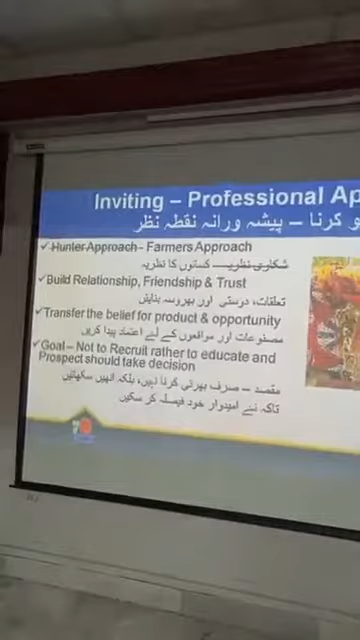 Inviting – Professional Ap
و کرنا – پیشہ ورانہ نقطہ نظر
✓Hunter Approach – Farmers Approach
شکاری نظریہ – کسانوں کا نظریہ
✓Build Relationship, Friendship & Trust
تعلقات، دوستی اور بھروسہ بنایئں
✓Transfer the belief for product & opportunity
مصنوعات اور مواقعوں کے لئے اعتماد پیدا کریں
✓Goal – Not to Recruit rather to educate and
Prospect should take decision
مقصد – صرف بھرتی کرنا نہیں، بلکہ انھیں سکھائیں
تاکہ نئے امیدوار خود فیصلہ کر سکیں